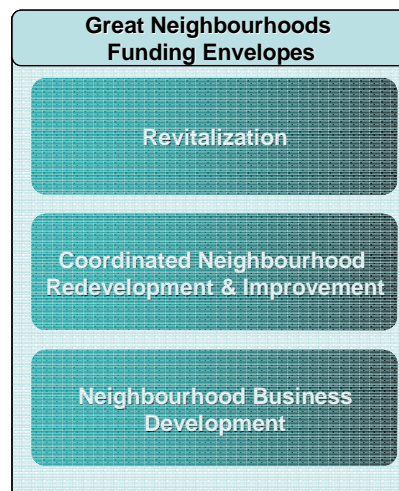 Great Neighbourhoods
Funding Envelopes
Revitalization
Coordinated Neighbourhood
Redevelopment & Improvement
Neighbourhood Business
Development